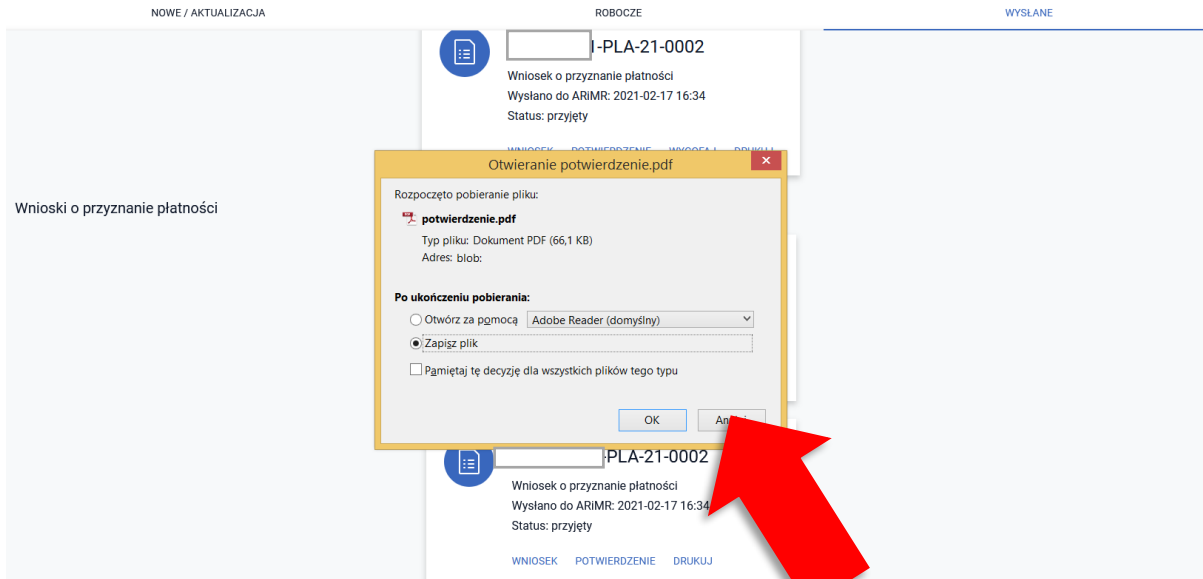 NOWE / AKTUALIZACJA
ROBOCZE
WYSŁANE
-PLA-21-0002
Wniosek o przyznanie płatności
Wysłano do ARiMR: 2021-02-17 16:34
Status: przyjęty
WNIOSEK POTWIERDZENIE WYCOFAJ DRUKUJ
Wnioski o przyznanie płatności
Otwieranie potwierdzenie.pdf
Rozpoczęto pobieranie pliku:
potwierdzenie.pdf
Typ pliku: Dokument PDF (66,1 KB)
Adres: blob:
Po ukończeniu pobierania:
Otwórz za pomocą Adobe Reader (domyślny)
Zapisz plik
Pamiętaj tę decyzję dla wszystkich plików tego typu
OK
-PLA-21-0002
Wniosek o przyznanie płatności
Wysłano do ARiMR: 2021-02-17 16:34
Status: przyjęty
WNIOSEK POTWIERDZENIE DRUKUJ